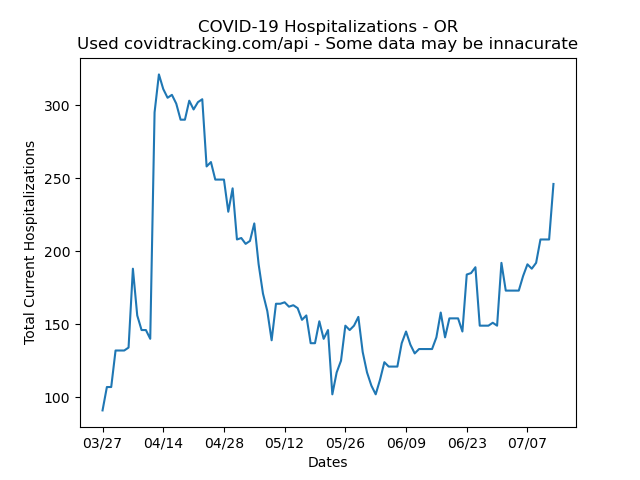 COVID-19 Hospitalizations - OR
Used covidtracking.com/api - Some data may be innacurate
Total Current Hospitalizations
300
250
200
150
100
03/27 04/14 04/28 05/12 05/26 06/09 06/23 07/07
Dates